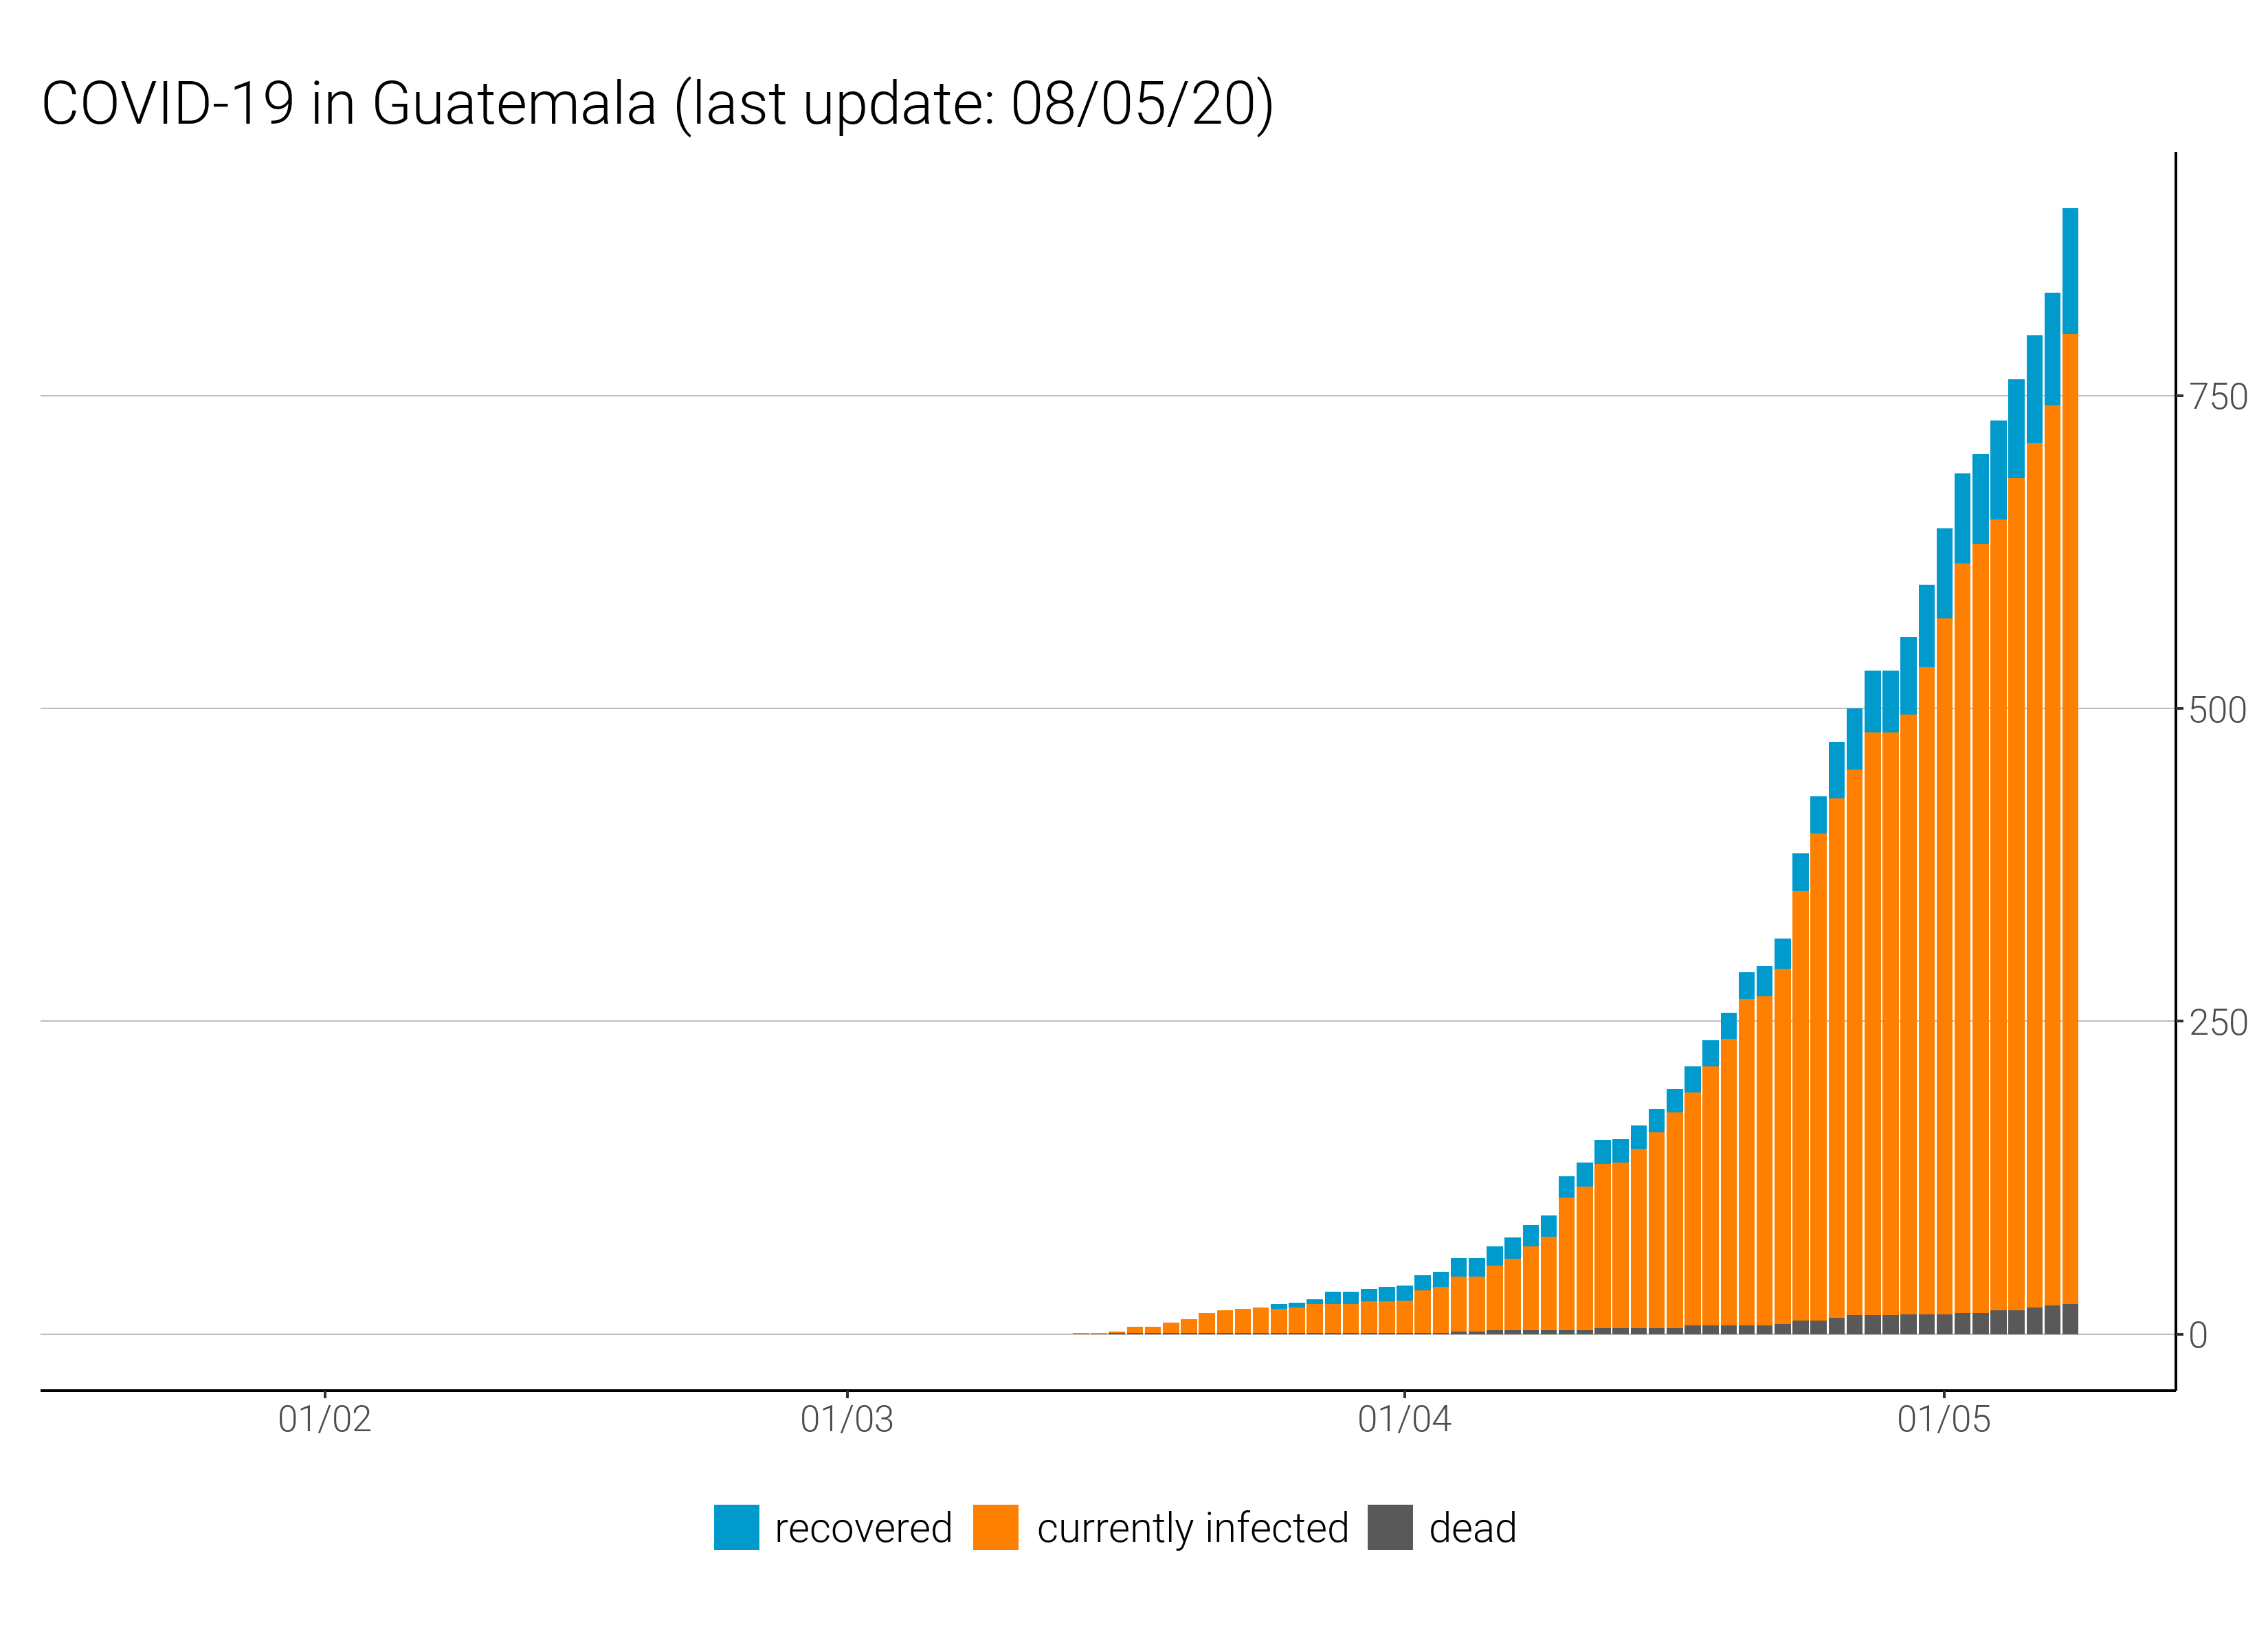 COVID-19 in Guatemala (last update: 08/05/20)
750
500
250
0
01/02 01/03 01/04 01/05
recovered currently infected dead